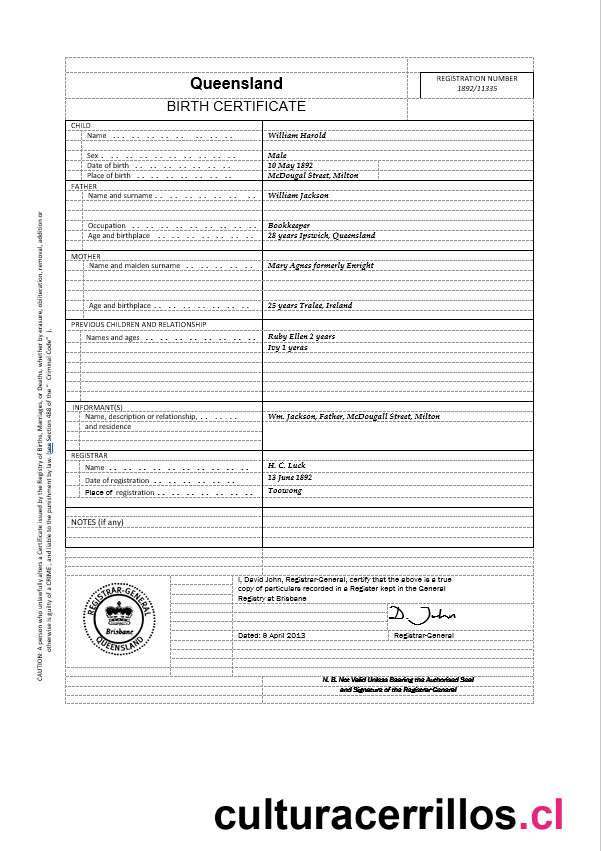 Queensland
BIRTH CERTIFICATE
REGISTRATION NUMBER
1892/11335
CHILD
Name .. .. .. .. .. .. .. William Harold
Sex . .. .. .. .. .. .. .. .. Male
Date of birth .. .. .. .. .. .. .. 10 May 1892
Place of birth .. .. .. .. .. .. .. McDougal Street, Milton
FATHER
Name and surname .. .. .. .. .. .. .. William Jackson
Occupation .. .. .. .. .. .. .. .. .. Bookkeeper
Age and birthplace .. .. .. .. .. .. .. 28 years Ipswich, Queensland
MOTHER
Name and maiden surname .. .. .. .. .. Mary Agnes formerly Enright
Age and birthplace .. .. .. .. .. .. .. 25 years Tralee, Ireland
PREVIOUS CHILDREN AND RELATIONSHIP
Names and ages .. .. .. .. .. .. .. .. Ruby Ellen 2 years
Ivy 1 yeras
INFORMANT(S)
Name, description or relationship, .. .. .. Wm. Jackson, Father, McDougall Street, Milton
and residence
REGISTRAR
Name .. .. .. .. .. .. .. .. .. .. H. C. Luck
Date of registration .. .. .. .. .. .. .. 13 June 1892
Place of registration .. .. .. .. .. .. .. Toowong
NOTES (if any)
I, David John, Registrar-General, certify that the above is a true
copy of particulars recorded in a Register kept in the General
Registry at Brisbane
REGISTRAR-GENERAL
Brisbane
QUEENSLAND
D. John
Dated: 8 April 2013
Registrar-General
N. B. Not Valid Unless Bearing the Authorised Seal
and Signature of the Registrar-General
CAUTION: A person who unlawfully alters a Certificate issued by the Registry of Births, Marriages, or Deaths, whether by erasure, obliteration, removal, addition or
otherwise is guilty of a CRIME , and liable to the punishment by law. (see Section 488 of the " Criminal Code" ).
culturacerrillos.cl